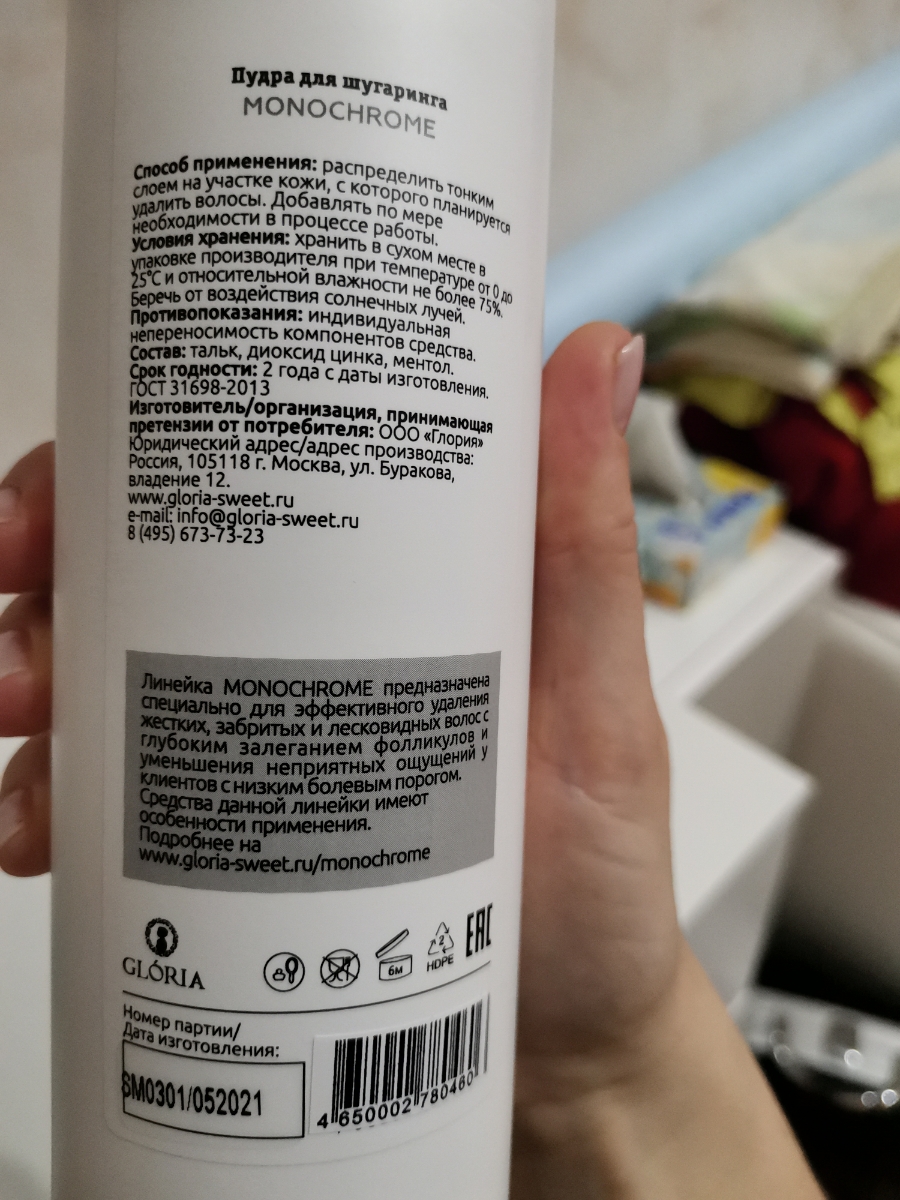 Пудра для шугаринга
MONOCHROME
Способ применения: распределить тонким
слоем на участке кожи, с которого планируется
удалить волосы. Добавлять по мере
необходимости в процессе работы.
Условия хранения: хранить в сухом месте в
упаковке производителя при температуре от 0 до
25°С и относительной влажности не более 75%.
Беречь от воздействия солнечных лучей.
Противопоказания: индивидуальная
непереносимость компонентов средства.
Состав: тальк, диоксид цинка, ментол.
Срок годности: 2 года с даты изготовления.
ГОСТ 31698-2013
Изготовитель/организация, принимающая
претензии от потребителя: ООО «Глория»
Юридический адрес/адрес производства:
Россия, 105118 г. Москва, ул. Буракова,
владение 12.
www.gloria-sweet.ru
e-mail: info@gloria-sweet.ru
8 (495) 673-73-23
Линейка MONOCHROME предназначена
специально для эффективного удаления
жестких, забритых и лесковидных волос с
глубоким залеганием фолликулов и
уменьшения неприятных ощущений у
клиентов с низким болевым порогом.
Средства данной линейки имеют
особенности применения.
Подробнее на
www.gloria-sweet.ru/monochrome
GLÓRIA
6м
2
HDPE
EAC
Номер партии/
Дата изготовления:
SM0301/052021
4 650002 780460